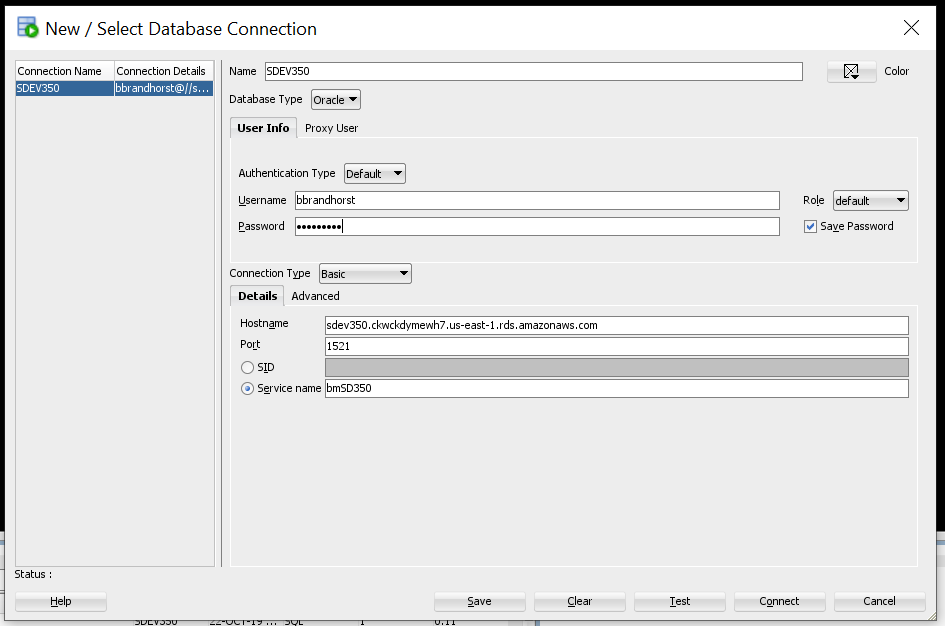 New / Select Database Connection
Connection Name Connection Details
SDEV350 bbrandhorst@//s...
Name SDEV350 Color
Database Type Oracle
User Info Proxy User
Authentication Type Default
Username bbrandhorst Role default
Password ••••••••• Save Password
Connection Type Basic
Details Advanced
Hostname sdev350.ckwckdymewh7.us-east-1.rds.amazonaws.com
Port 1521
SID
Service name bmSD350
Status :
Help Save Clear Test Connect Cancel
SDEV350 22-OCT-19 ... SQL 1 0.11